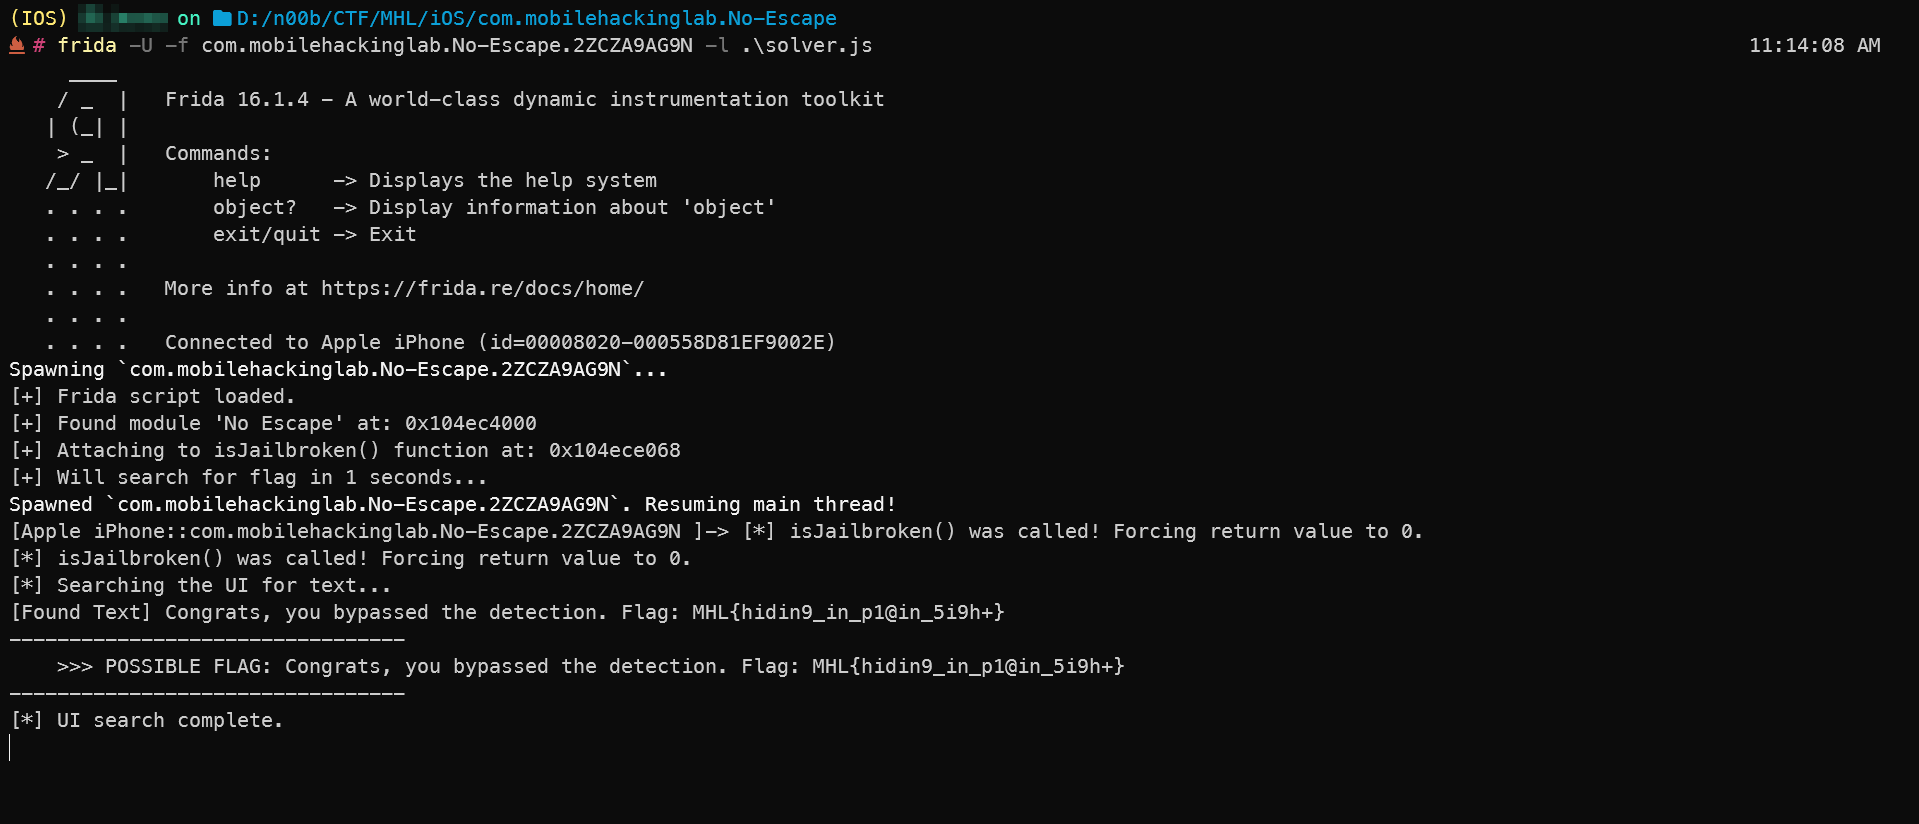 (IOS) on D:/n00b/CTF/MHL/iOS/com.mobilehackinglab.No-Escape
# frida -U -f com.mobilehackinglab.No-Escape.2ZCZA9AG9N -l .\solver.js 11:14:08 AM
____
/ _ | Frida 16.1.4 - A world-class dynamic instrumentation toolkit
| (_| |
> _ | Commands:
/_/ |_| help -> Displays the help system
. . . . object? -> Display information about 'object'
. . . . exit/quit -> Exit
. . . .
. . . . More info at https://frida.re/docs/home/
. . . .
. . . . Connected to Apple iPhone (id=00008020-000558D81EF9002E)
Spawning `com.mobilehackinglab.No-Escape.2ZCZA9AG9N`...
[+] Frida script loaded.
[+] Found module 'No Escape' at: 0x104ec4000
[+] Attaching to isJailbroken() function at: 0x104ece068
[+] Will search for flag in 1 seconds...
Spawned `com.mobilehackinglab.No-Escape.2ZCZA9AG9N`. Resuming main thread!
[Apple iPhone::com.mobilehackinglab.No-Escape.2ZCZA9AG9N ]-> [*] isJailbroken() was called! Forcing return value to 0.
[*] isJailbroken() was called! Forcing return value to 0.
[*] Searching the UI for text...
[Found Text] Congrats, you bypassed the detection. Flag: MHL{hidin9_in_p1@in_5i9h+}
---------------------------------
>>> POSSIBLE FLAG: Congrats, you bypassed the detection. Flag: MHL{hidin9_in_p1@in_5i9h+}
---------------------------------
[*] UI search complete.